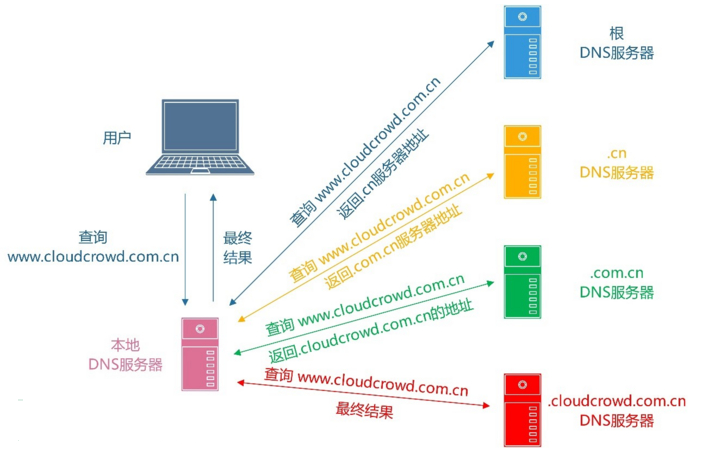 根
DNS服务器
用户
查询 www.cloudcrowd.com.cn
返回.cn服务器地址
.cn
DNS服务器
查询
www.cloudcrowd.com.cn
最终
结果
查询 www.cloudcrowd.com.cn
返回.com.cn服务器地址
.com.cn
DNS服务器
查询 www.cloudcrowd.com.cn
返回.cloudcrowd.com.cn的地址
本地
DNS服务器
查询 www.cloudcrowd.com.cn
最终结果
.cloudcrowd.com.cn
DNS服务器